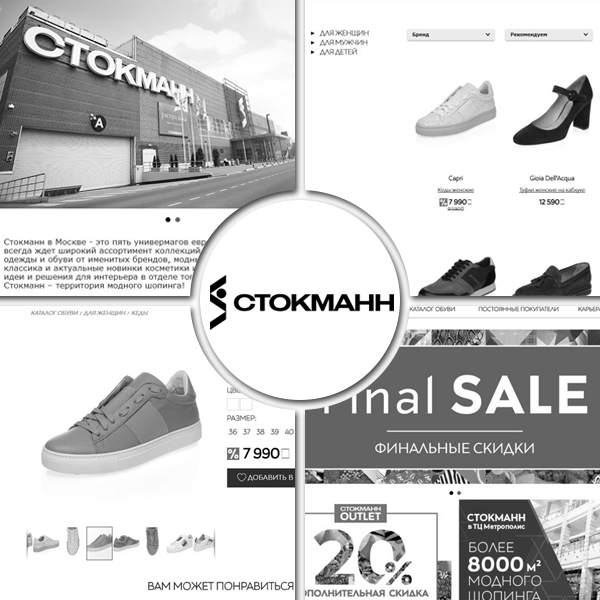 СТОКМАНН
A
Стокманн в Москве - это пять универмагов евр
всегда ждет широкий ассортимент коллекций
одежды и обуви от именитых брендов, модн
классика и актуальные новинки косметики и
идеи и решения для интерьера в отделе то
Стокманн – территория модного шопинга!
► ДЛЯ ЖЕНЩИН
► ДЛЯ МУЖЧИН
► ДЛЯ ДЕТЕЙ
Бренд
Рекомендуем
Capri
Кеды женские
% 7 990
9 990
Gioia Dell'Acqua
Туфли женские на каблуке
12 590
СТОКМАНН
КАТАЛОГ ОБУВИ / ДЛЯ ЖЕНЩИН / КЕДЫ
ЦВЕ
РАЗМЕР:
36 37 38 39 40
% 7 990
ДОБАВИТЬ В
ВАМ МОЖЕТ ПОНРАВИТЬСЯ
КАТАЛОГ ОБУВИ
ПОСТОЯННЫЕ ПОКУПАТЕЛИ
КАРЬЕР
Final SALE
ФИНАЛЬНЫЕ СКИДКИ
СТОКМАНН
OUTLET
20%
ОПОЛНИТЕЛЬНАЯ СКИДКА
СТОКМАНН
в ТЦ Метрополис
БОЛЕЕ
8000 м²
МОДНОГО
ШОПИНГА